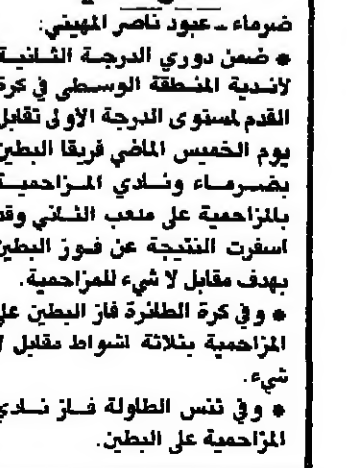 ضرماء ــ عبود ناصر المهيني:
● ضمن دوري الدرجة الثانية
لاندية المنطقة الوسطى في كرة
القدم لمستوى الدرجة الاولى تقابل
يوم الخميس الماضي فريقا البطين
بضرماء ونادي المزاحمية
بالمزاحمية على ملعب الثاني وقد
اسفرت النتيجة عن فوز البطين
بهدف مقابل لا شيء للمزاحمية.
● وفي كرة الطائرة فاز البطين على
المزاحمية بثلاثة اشواط مقابل لا
شيء.
● وفي تنس الطاولة فاز نادي
المزاحمية على البطين.